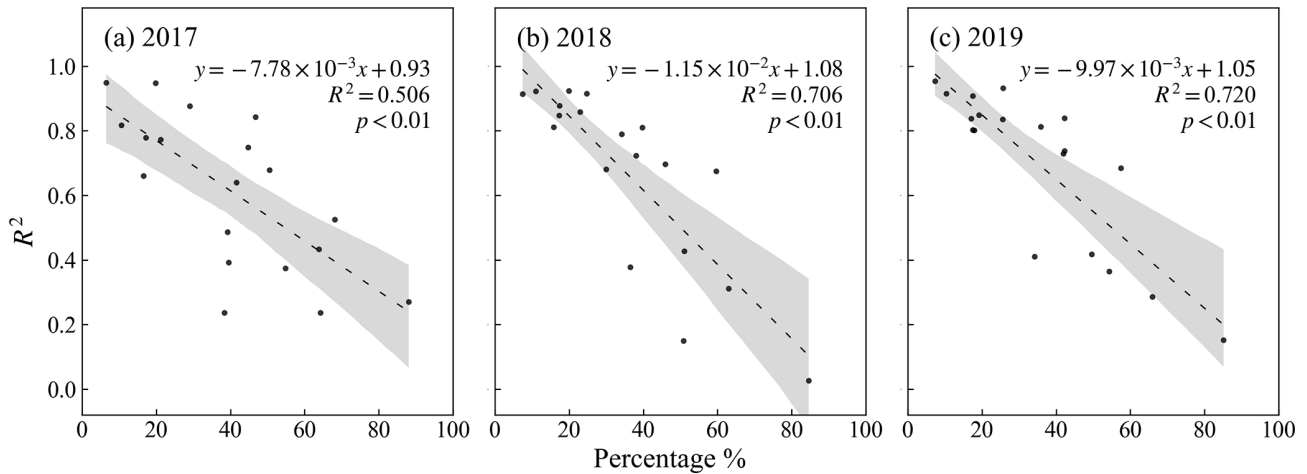 (a) 2017
y = −7.78 × 10⁻³x + 0.93
R² = 0.506
p < 0.01
(b) 2018
y = −1.15 × 10⁻²x + 1.08
R² = 0.706
p < 0.01
(c) 2019
y = −9.97 × 10⁻³x + 1.05
R² = 0.720
p < 0.01
R²
1.0
0.8
0.6
0.4
0.2
0.0
0 20 40 60 80 100
0 20 40 60 80 100
0 20 40 60 80 100
Percentage %